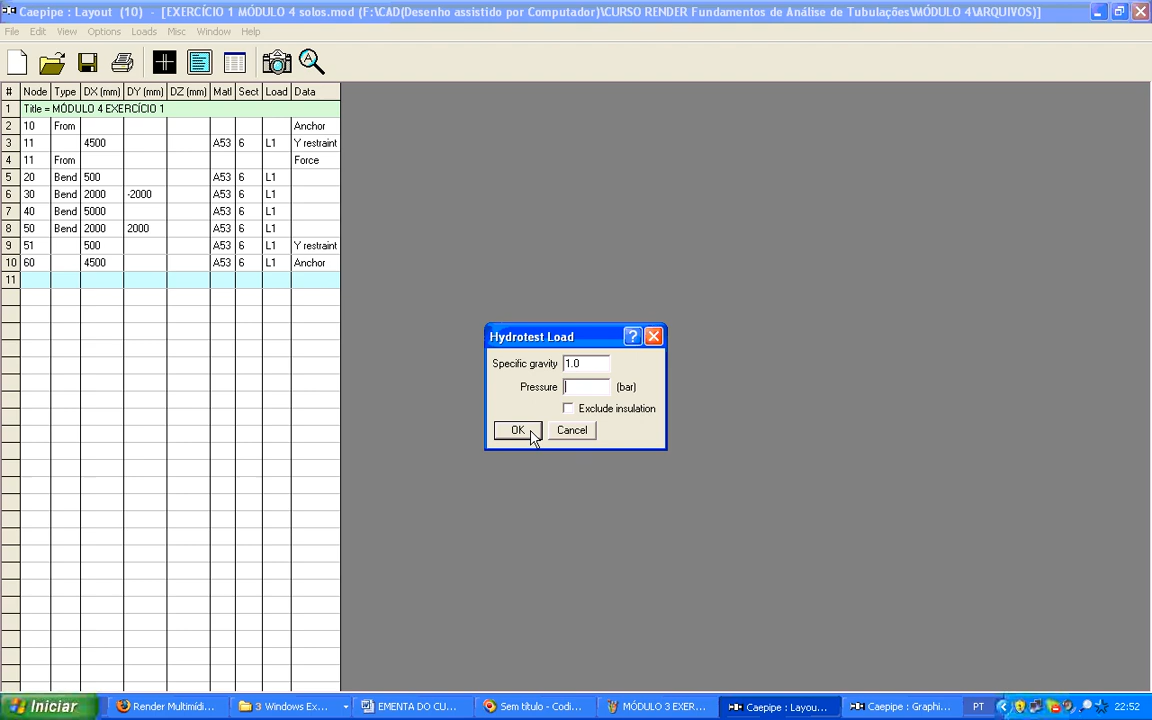 Caepipe : Layout (10) - [EXERCÍCIO 1 MÓDULO 4 solos.mod (F:\CAD(Desenho assistido por Computador)\CURSO RENDER Fundamentos de Análise de Tubulações\MÓDULO 4\ARQUIVOS)]
File Edit View Options Loads Misc Window Help
# Node Type DX (mm) DY (mm) DZ (mm) Matl Sect Load Data
1 Title = MÓDULO 4 EXERCÍCIO 1
2 10 From Anchor
3 11 4500 A53 6 L1 Y restraint
4 11 From Force
5 20 Bend 500 A53 6 L1
6 30 Bend 2000 -2000 A53 6 L1
7 40 Bend 5000 A53 6 L1
8 50 Bend 2000 2000 A53 6 L1
9 51 500 A53 6 L1 Y restraint
10 60 4500 A53 6 L1 Anchor
11
Hydrotest Load
Specific gravity 1.0
Pressure (bar)
Exclude insulation
OK Cancel
Iniciar Render Multimídi... 3 Windows Ex... EMENTA DO CU... Sem título - Codi... MÓDULO 3 EXER... Caepipe : Layou... Caepipe : Graphi... PT 22:52